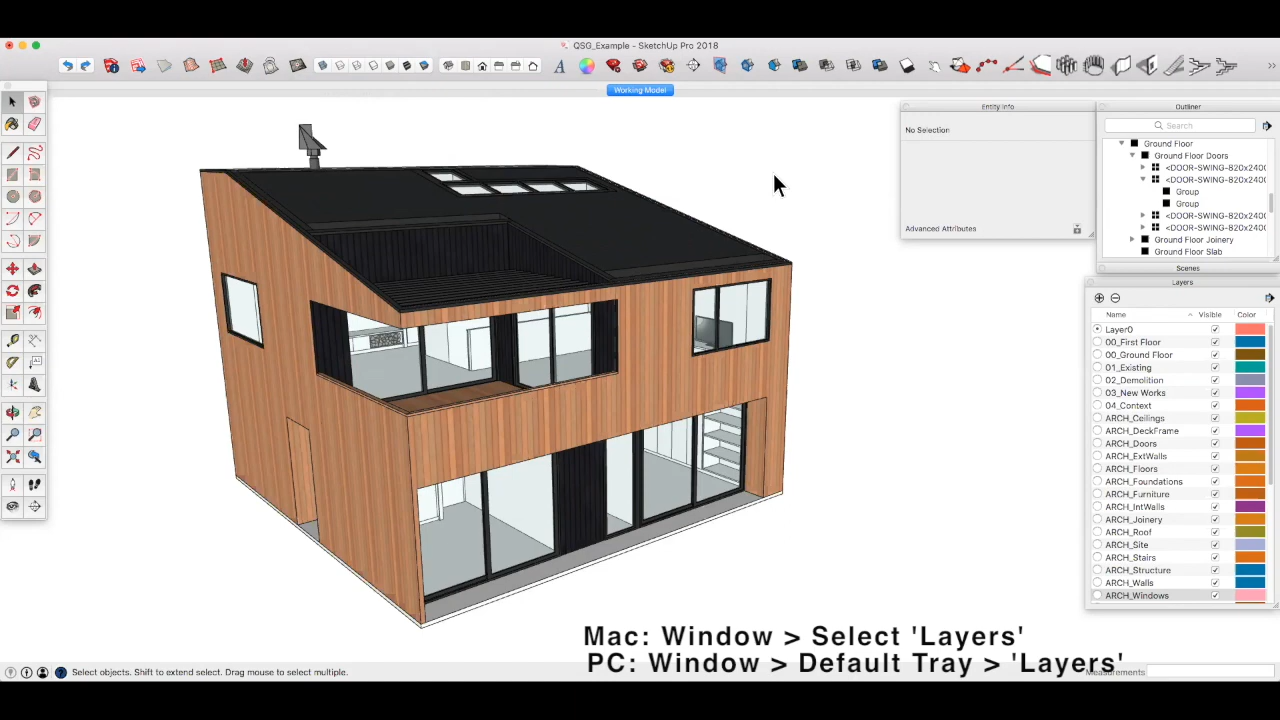 QSG_Example - SketchUp Pro 2018
Working Model
Entity Info
No Selection
Advanced Attributes
Outliner
Search
Ground Floor
Ground Floor Doors
<DOOR-SWING-820x240(
<DOOR-SWING-820x240(
Group
Group
<DOOR-SWING-820x240(
<DOOR-SWING-820x240(
Ground Floor Joinery
Ground Floor Slab
Scenes
Layers
Name Visible Color
Layer0
00_First Floor
00_Ground Floor
01_Existing
02_Demolition
03_New Works
04_Context
ARCH_Ceilings
ARCH_DeckFrame
ARCH_Doors
ARCH_ExtWalls
ARCH_Floors
ARCH_Foundations
ARCH_Furniture
ARCH_IntWalls
ARCH_Joinery
ARCH_Roof
ARCH_Site
ARCH_Stairs
ARCH_Structure
ARCH_Walls
ARCH_Windows
Mac: Window > Select 'Layers'
PC: Window > Default Tray > 'Layers'
Select objects. Shift to extend select. Drag mouse to select multiple.
Measurements